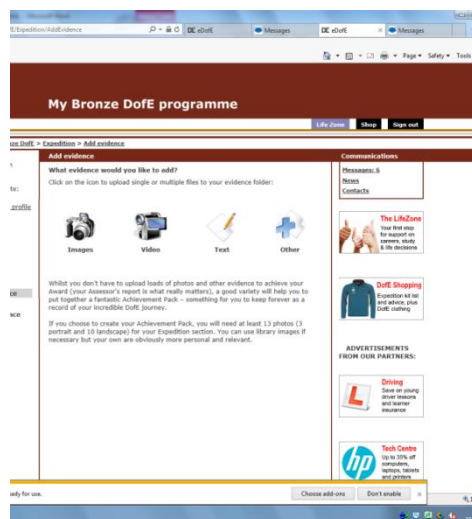 /Expedition/AddEvidence
DE eDofE
Messages
DE eDofE
Messages
Page Safety Tools
My Bronze DofE programme
Life Zone Shop Sign out
DofE > Expedition > Add evidence
Add evidence
What evidence would you like to add?
Click on the icon to upload single or multiple files to your evidence folder:
Images Video Text Other
Whilst you don't have to upload loads of photos and other evidence to achieve your
Award (your Assessor's report is what really matters), a good variety will help you to
put together a fantastic Achievement Pack – something for you to keep forever as a
record of your incredible DofE journey.
If you choose to create your Achievement Pack, you will need at least 13 photos (3
portrait and 10 landscape) for your Expedition section. You can use library images if
necessary but your own are obviously more personal and relevant.
profile
Communications
Messages: 6
News
Contacts
The LifeZone
Your first stop
for support on
careers, study
& life decisions
DofE Shopping
Expedition kit list
and advice, plus
DofE clothing
ADVERTISEMENTS
FROM OUR PARTNERS:
L
Driving
Save on young
driver lessons
and learner
insurance
hp
Tech Centre
Up to 35% off
computers,
laptops, tablets
and printers
ready for use.
Choose add-ons Don't enable